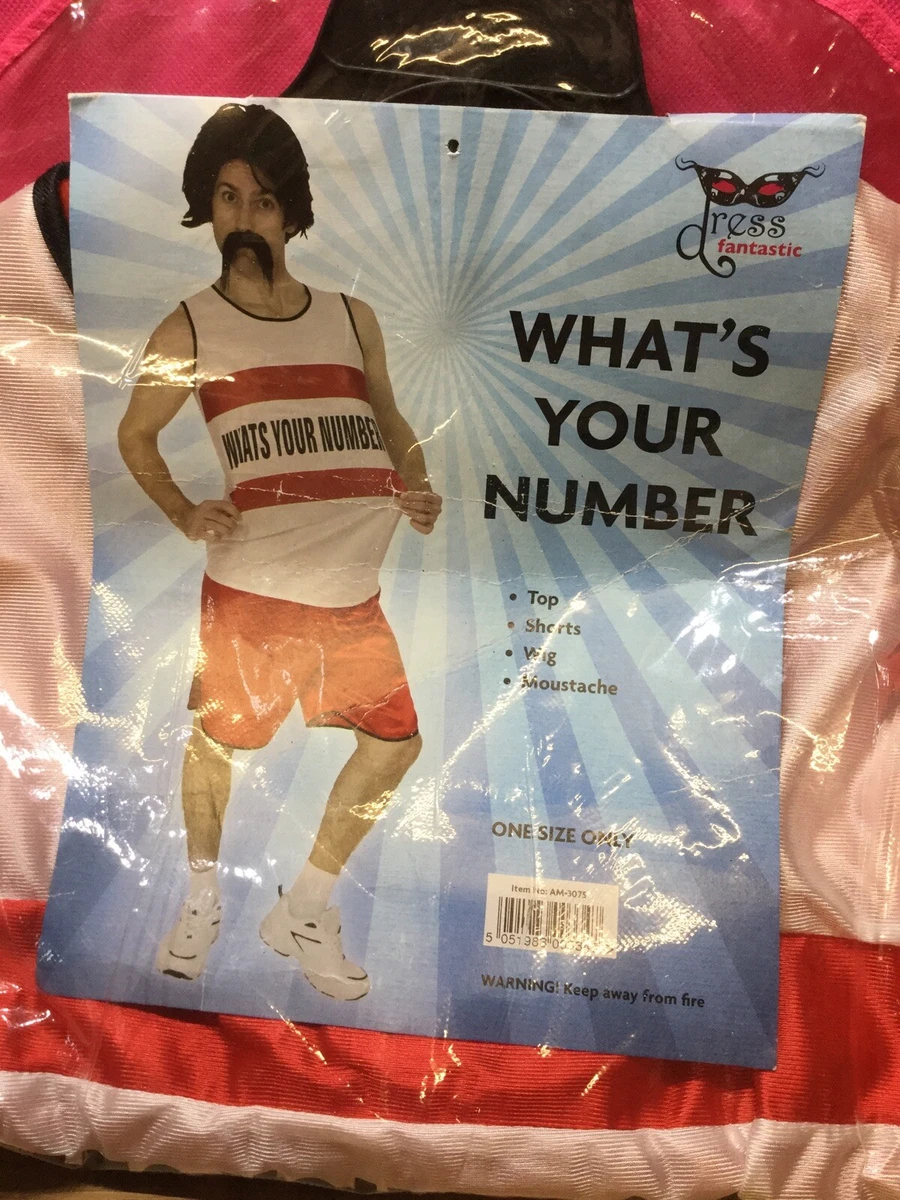 dress
fantastic
WHAT'S
YOUR
NUMBER
WHATS YOUR NUMBER
• Top
• Shorts
• Wig
• Moustache
ONE SIZE ONLY
Item No: AM-3075
WARNING! Keep away from fire